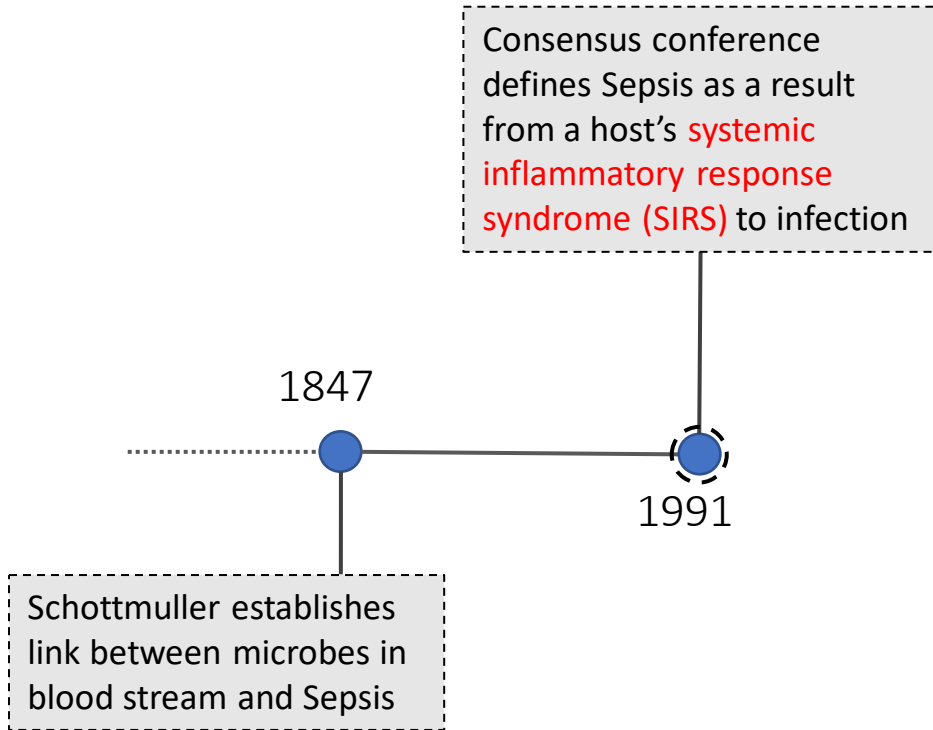 Consensus conference
defines Sepsis as a result
from a host’s systemic
inflammatory response
syndrome (SIRS) to infection
1847
1991
Schottmuller establishes
link between microbes in
blood stream and Sepsis